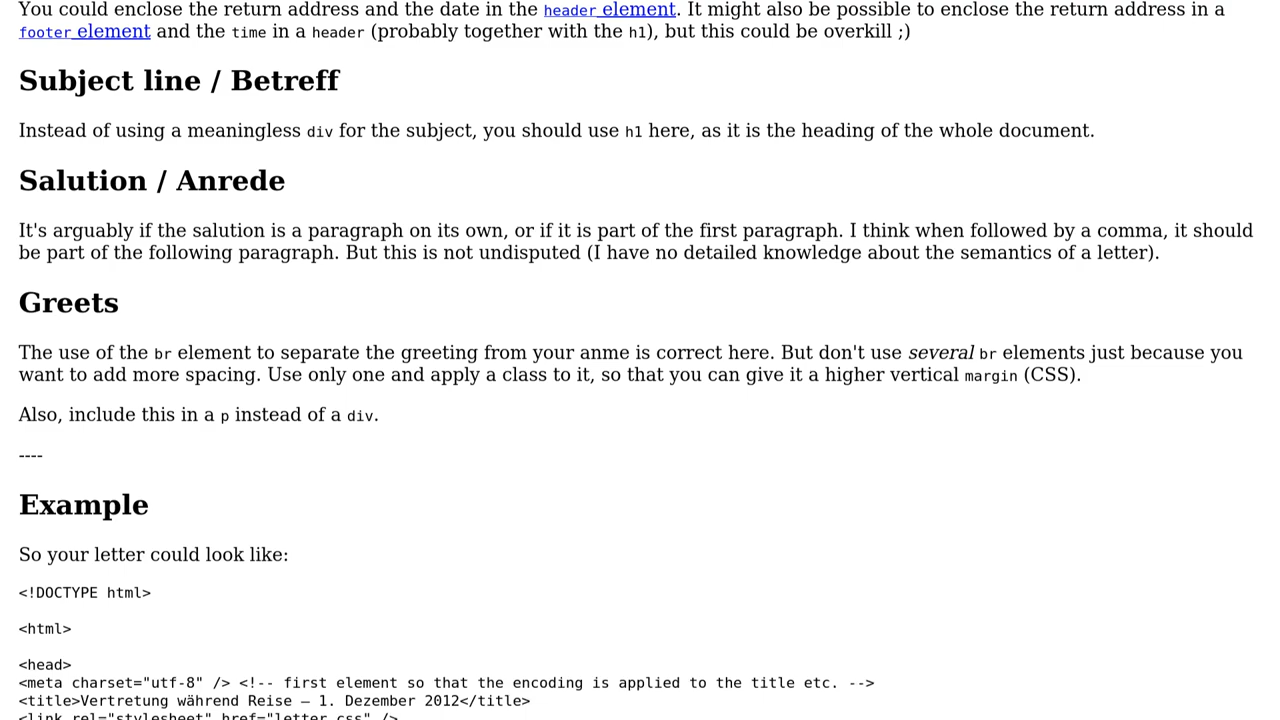 You could enclose the return address and the date in the header element. It might also be possible to enclose the return address in a
footer element and the time in a header (probably together with the h1), but this could be overkill ;)
Subject line / Betreff
Instead of using a meaningless div for the subject, you should use h1 here, as it is the heading of the whole document.
Salution / Anrede
It's arguably if the salution is a paragraph on its own, or if it is part of the first paragraph. I think when followed by a comma, it should
be part of the following paragraph. But this is not undisputed (I have no detailed knowledge about the semantics of a letter).
Greets
The use of the br element to separate the greeting from your anme is correct here. But don't use several br elements just because you
want to add more spacing. Use only one and apply a class to it, so that you can give it a higher vertical margin (CSS).
Also, include this in a p instead of a div.
----
Example
So your letter could look like:
<!DOCTYPE html>
<html>
<head>
<meta charset="utf-8" /> <!-- first element so that the encoding is applied to the title etc. -->
<title>Vertretung während Reise – 1. Dezember 2012</title>
<link rel="stylesheet" href="letter.css" />